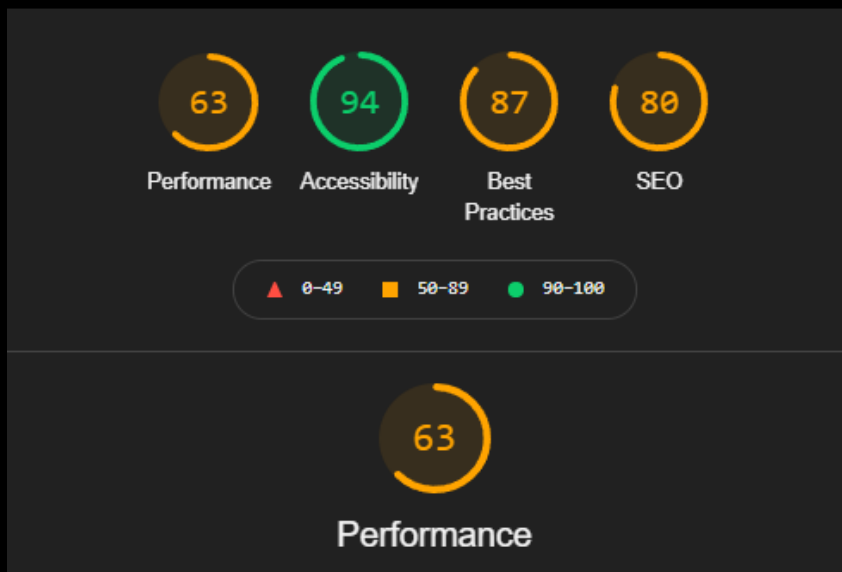 63 94 87 80
Performance Accessibility Best Practices SEO
0-49 50-89 90-100
63
Performance